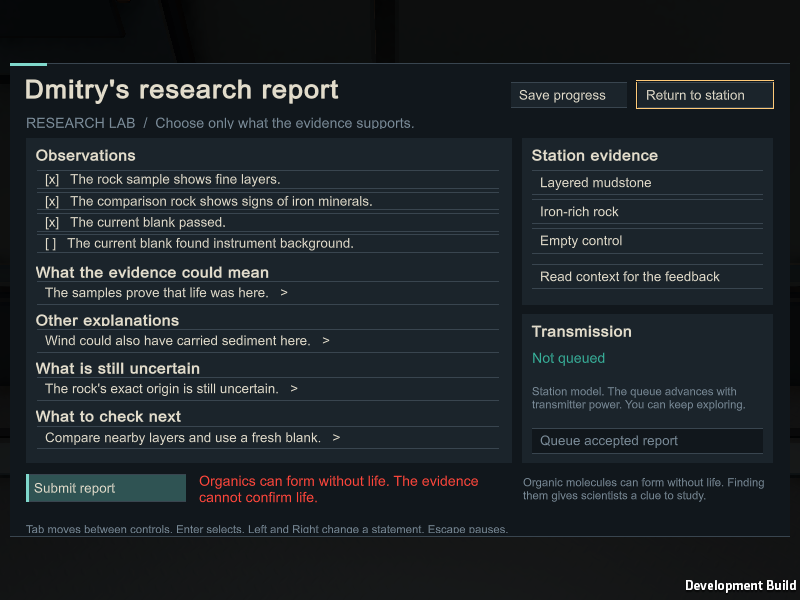 Dmitry's research report
Save progress
Return to station
RESEARCH LAB / Choose only what the evidence supports.
Observations
[x] The rock sample shows fine layers.
[x] The comparison rock shows signs of iron minerals.
[x] The current blank passed.
[ ] The current blank found instrument background.
What the evidence could mean
The samples prove that life was here. >
Other explanations
Wind could also have carried sediment here. >
What is still uncertain
The rock's exact origin is still uncertain. >
What to check next
Compare nearby layers and use a fresh blank. >
Station evidence
Layered mudstone
Iron-rich rock
Empty control
Read context for the feedback
Transmission
Not queued
Station model. The queue advances with
transmitter power. You can keep exploring.
Queue accepted report
Submit report
Organics can form without life. The evidence
cannot confirm life.
Organic molecules can form without life. Finding
them gives scientists a clue to study.
Tab moves between controls. Enter selects. Left and Right change a statement. Escape pauses.
Development Build